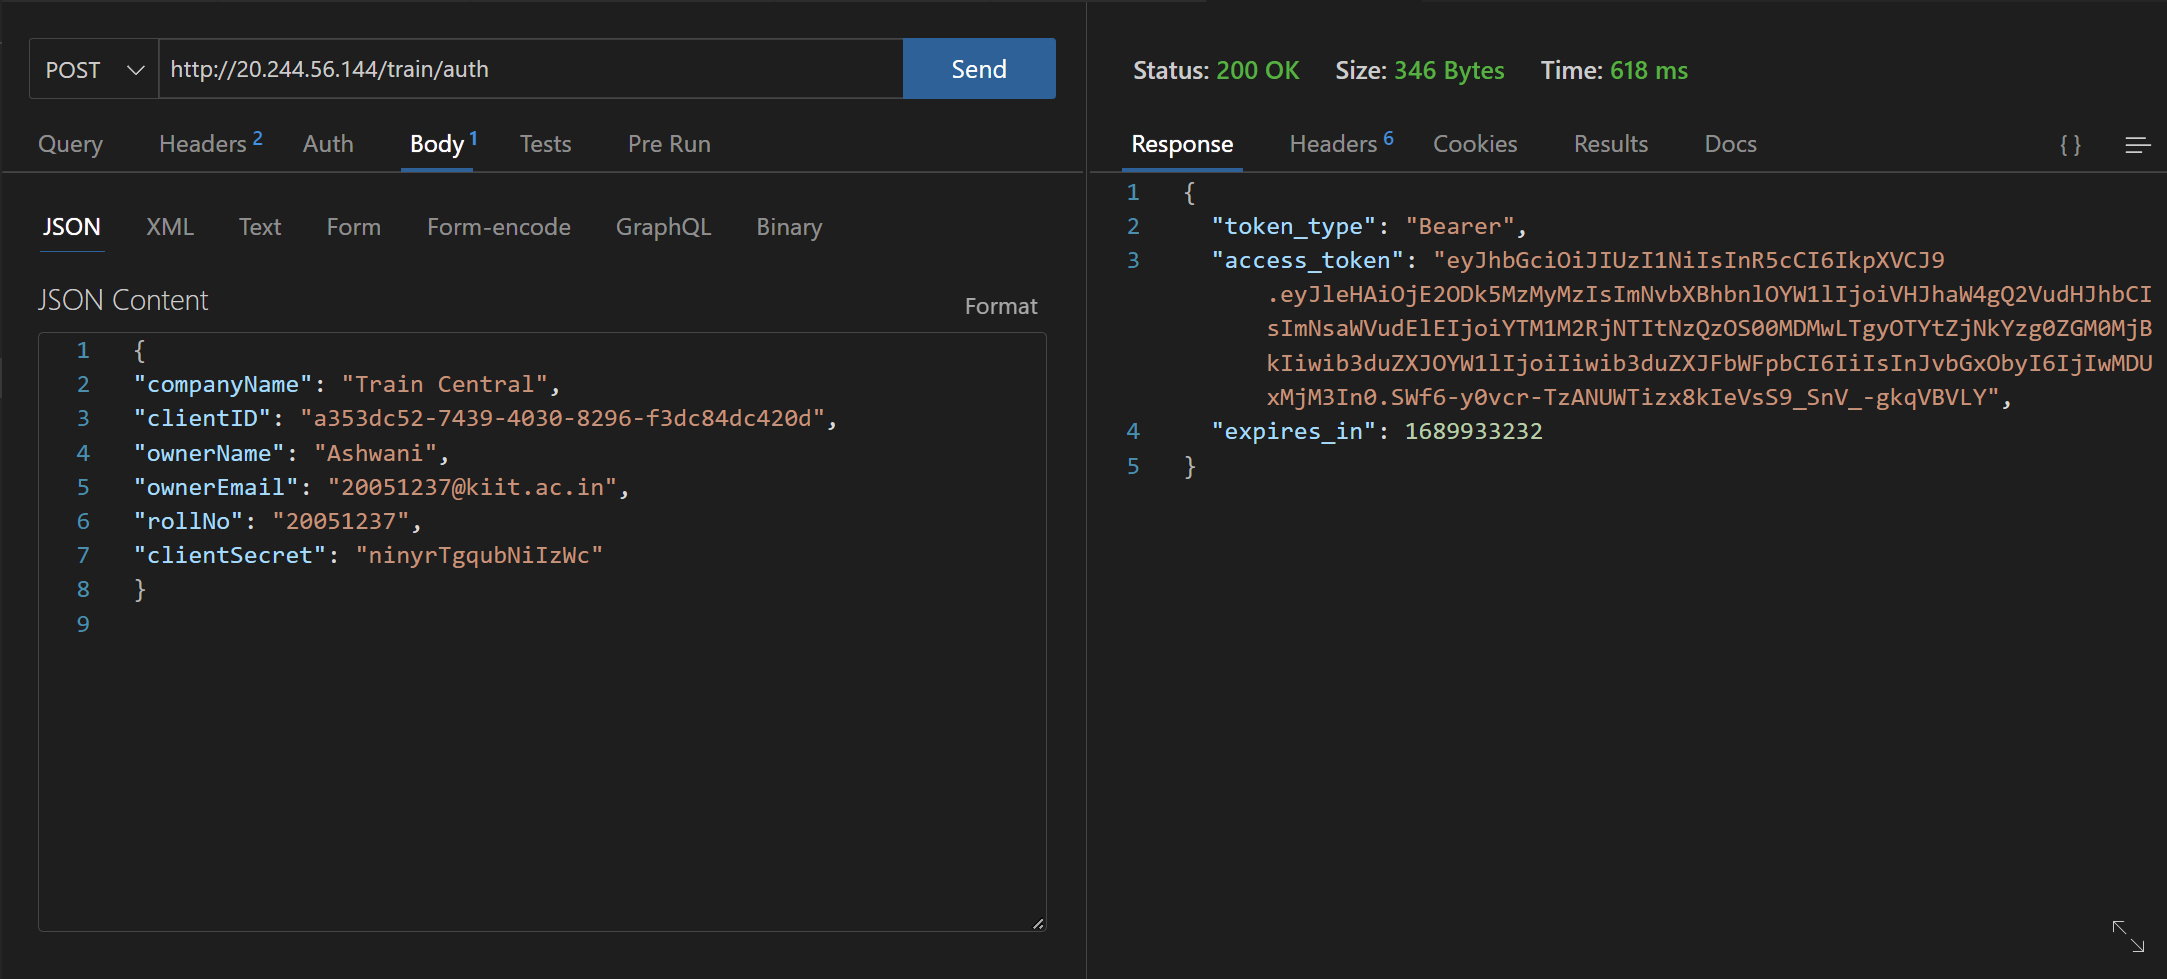 POST http://20.244.56.144/train/auth Send
Query Headers 2 Auth Body 1 Tests Pre Run
JSON XML Text Form Form-encode GraphQL Binary
JSON Content Format
1 {
2 "companyName": "Train Central",
3 "clientID": "a353dc52-7439-4030-8296-f3dc84dc420d",
4 "ownerName": "Ashwani",
5 "ownerEmail": "20051237@kiit.ac.in",
6 "rollNo": "20051237",
7 "clientSecret": "ninyrTgqubNiIzWc"
8 }
9
Status: 200 OK Size: 346 Bytes Time: 618 ms
Response Headers 6 Cookies Results Docs { }
1 {
2 "token_type": "Bearer",
3 "access_token": "eyJhbGciOiJIUzI1NiIsInR5cCI6IkpXVCJ9
.eyJleHAiOjE2ODk5MzMyMzIsImNvbXBhbnlOYW1lIjoiVHJhaW4gQ2VudHJhbCI
sImNsaWVudElEIjoiYTM1M2RjNTItNzQzOS00MDMwLTgyOTYtZjNkYzg0ZGM0MjB
kIiwib3duZXJOYW1lIjoiIiwib3duZXJFbWFpbCI6IiIsInJvbGxObyI6IjIwMDU
xMjM3In0.SWf6-y0vcr-TzANUWTizx8kIeVsS9_SnV_-gkqVBVLY",
4 "expires_in": 1689933232
5 }